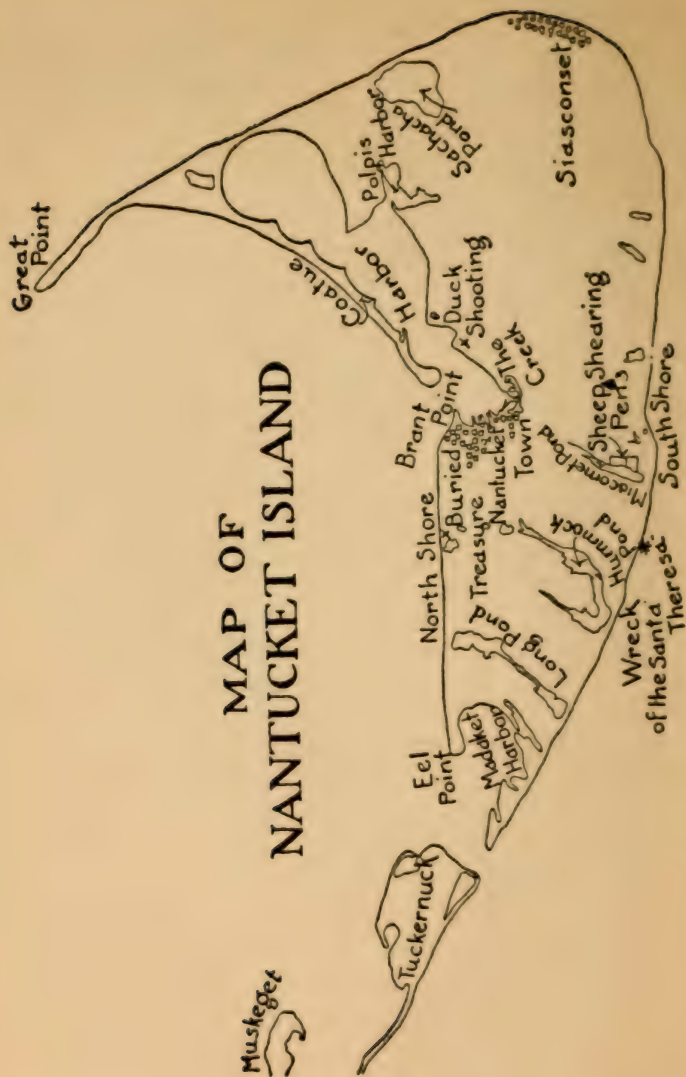 MAP OF
NANTUCKET ISLAND
Great
Point
Coatue
Harbor
Polpis
Harbor
Sachacha
Pond
Siasconset
Duck
Shooting
Brant
Point
The
Creek
Nantucket
Town
Buried
Treasure
North Shore
Sheep Shearing
Pens
Miacomet Pond
South Shore
Hummock
Pond
Wreck
of the Santa
Theresa
Long Pond
Eel
Point
Madaket
Harbor
Tuckernuck
Muskeget